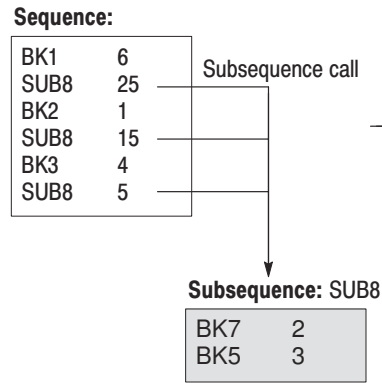 Sequence:
BK1 6
SUB8 25
BK2 1
SUB8 15
BK3 4
SUB8 5
Subsequence call
Subsequence: SUB8
BK7 2
BK5 3